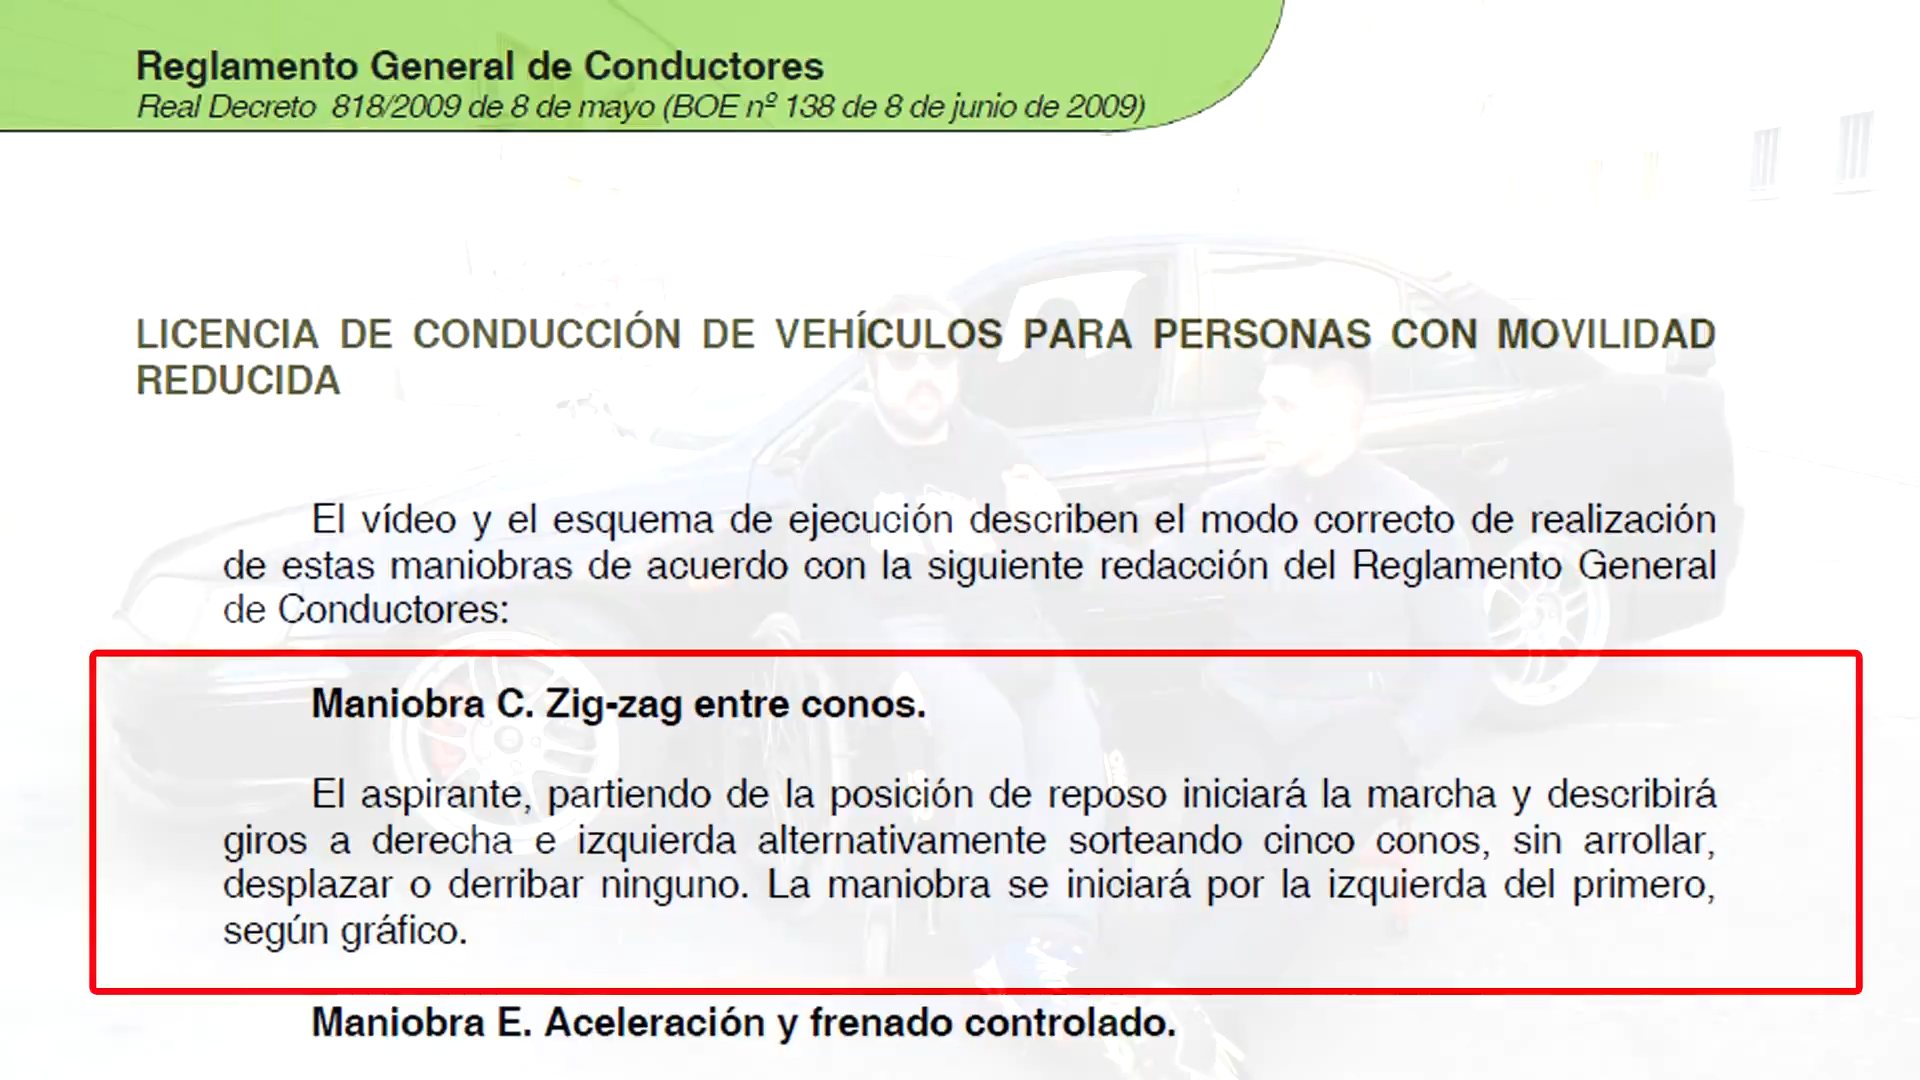 Reglamento General de Conductores
Real Decreto 818/2009 de 8 de mayo (BOE nº 138 de 8 de junio de 2009)
LICENCIA DE CONDUCCIÓN DE VEHÍCULOS PARA PERSONAS CON MOVILIDAD
REDUCIDA
El vídeo y el esquema de ejecución describen el modo correcto de realización
de estas maniobras de acuerdo con la siguiente redacción del Reglamento General
de Conductores:
Maniobra C. Zig-zag entre conos.
El aspirante, partiendo de la posición de reposo iniciará la marcha y describirá
giros a derecha e izquierda alternativamente sorteando cinco conos, sin arrollar,
desplazar o derribar ninguno. La maniobra se iniciará por la izquierda del primero,
según gráfico.
Maniobra E. Aceleración y frenado controlado.